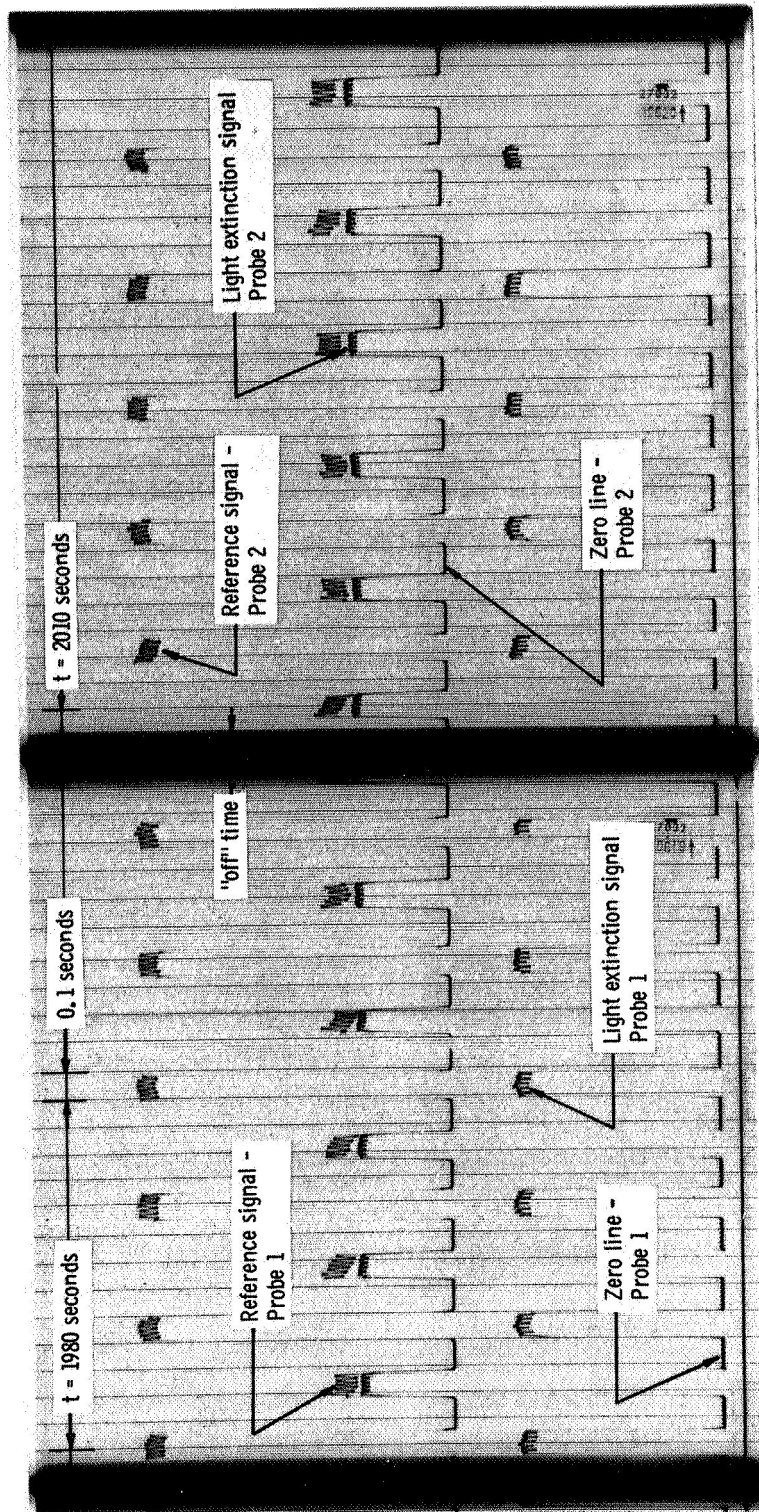 t = 1980 seconds
0.1 seconds
t = 2010 seconds
"off" time
Reference signal -
Probe 1
Reference signal -
Probe 2
Light extinction signal
Probe 2
Zero line -
Probe 1
Light extinction signal
Probe 1
Zero line -
Probe 2